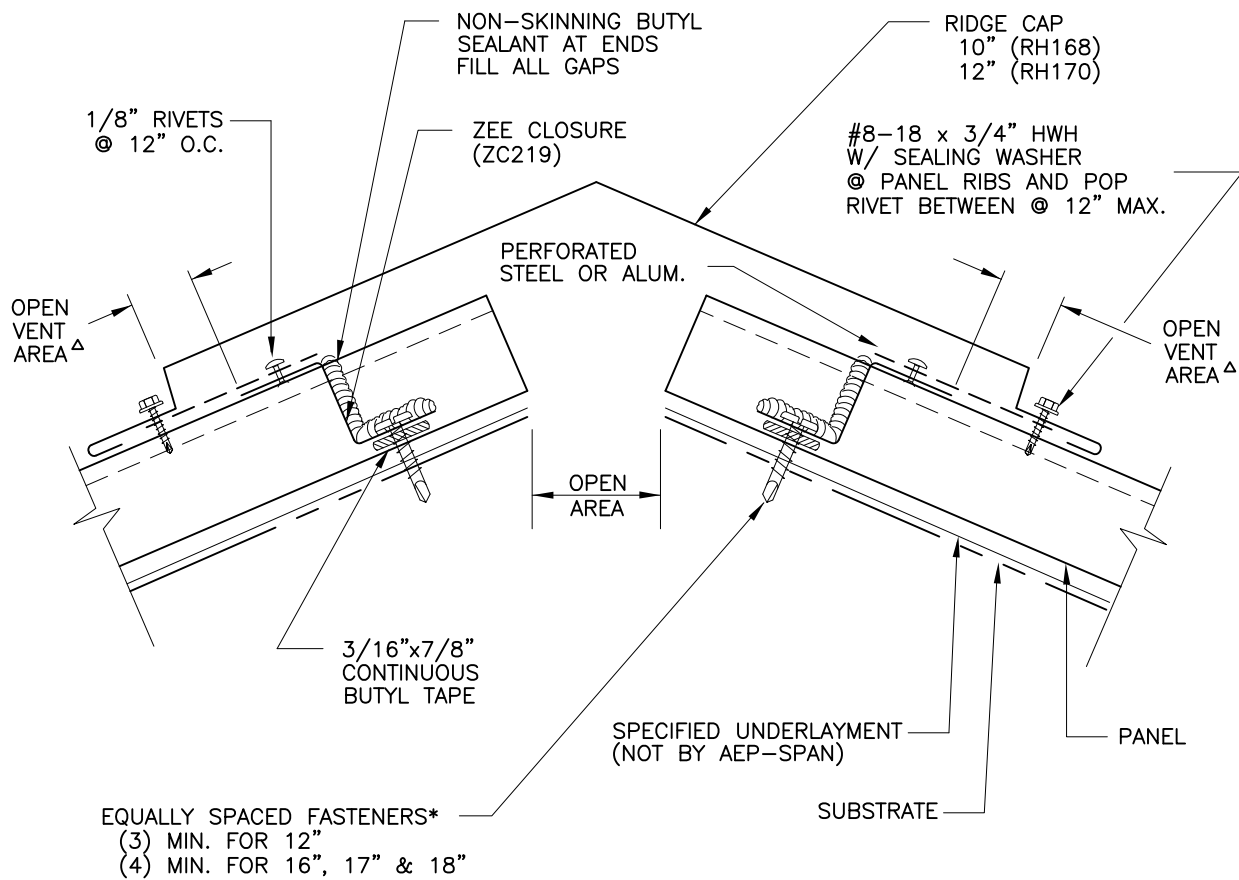 NON-SKINNING BUTYL
SEALANT AT ENDS
FILL ALL GAPS
RIDGE CAP
10" (RH168)
12" (RH170)
1/8" RIVETS
@ 12" O.C.
ZEE CLOSURE
(ZC219)
#8-18 x 3/4" HWH
W/ SEALING WASHER
@ PANEL RIBS AND POP
RIVET BETWEEN @ 12" MAX.
PERFORATED
STEEL OR ALUM.
OPEN
VENT
AREA Δ
OPEN
VENT
AREA Δ
OPEN
AREA
3/16"x7/8"
CONTINUOUS
BUTYL TAPE
SPECIFIED UNDERLAYMENT
(NOT BY AEP-SPAN)
PANEL
SUBSTRATE
EQUALLY SPACED FASTENERS*
(3) MIN. FOR 12"
(4) MIN. FOR 16", 17" & 18"